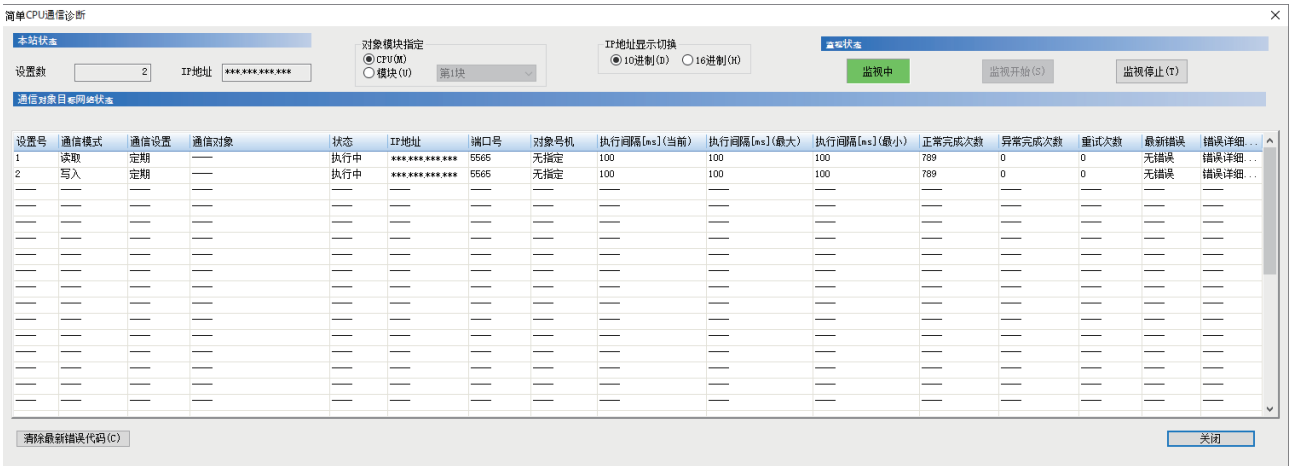 简单CPU通信诊断
本站状态
设置数 2 IP地址 ***.***.***.***
对象模块指定
CPU(M)
模块(U) 第1块
IP地址显示切换
10进制(D) 16进制(H)
监视状态
监视中 监视开始(S) 监视停止(T)
通信对象目标网络状态
设置号 通信模式 通信设置 通信对象 状态 IP地址 端口号 对象号机 执行间隔[ms](当前) 执行间隔[ms](最大) 执行间隔[ms](最小) 正常完成次数 异常完成次数 重试次数 最新错误 错误详细...
1 读取 定期 —— 执行中 ***.***.***.*** 5565 无指定 100 100 100 789 0 0 无错误 错误详细...
2 写入 定期 —— 执行中 ***.***.***.*** 5565 无指定 100 100 100 789 0 0 无错误 错误详细...
清除最新错误代码(C) 关闭